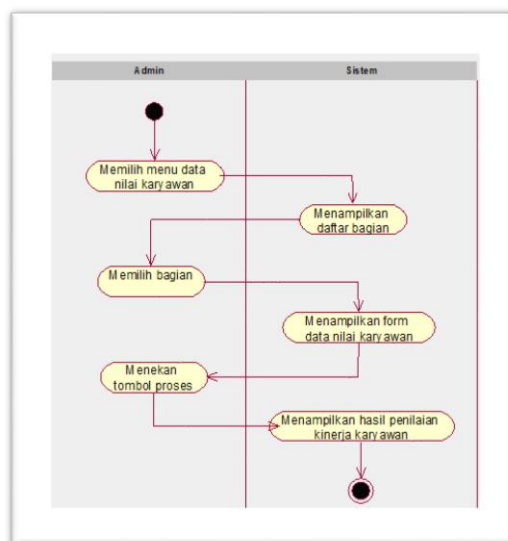 Admin
Sistem
Memilih menu data
nilai karyawan
Menampilkan
daftar bagian
Memilih bagian
Menampilkan form
data nilai karyawan
Menekan
tombol proses
Menampilkan hasil penilaian
kinerja karyawan